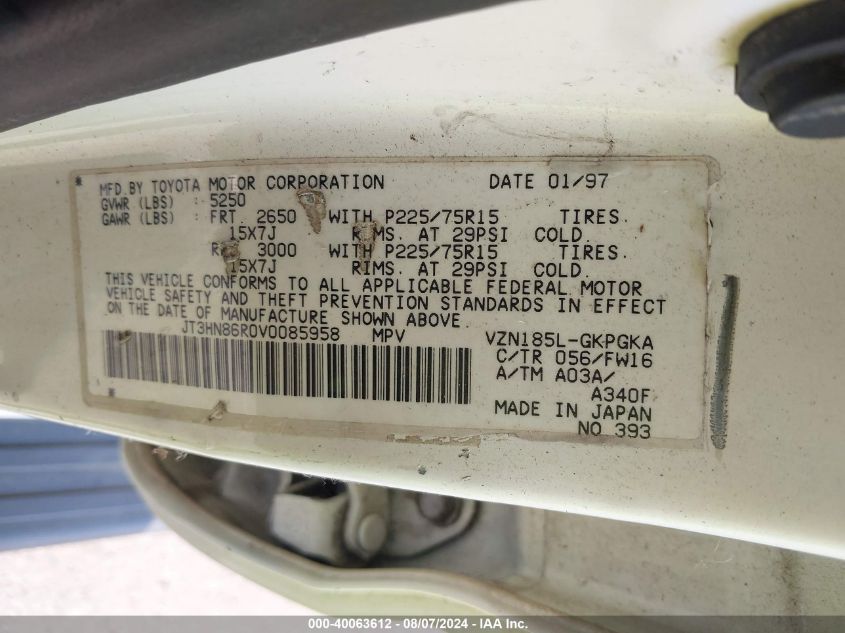 MFD.BY TOYOTA MOTOR CORPORATION DATE 01/97
GVWR (LBS) : 5250
GAWR (LBS) : FRT. 2650 WITH P225/75R15 TIRES.
15X7J RIMS. AT 29PSI COLD.
3000 WITH P225/75R15 TIRES.
15X7J RIMS. AT 29PSI COLD.
THIS VEHICLE CONFORMS TO ALL APPLICABLE FEDERAL MOTOR
VEHICLE SAFETY AND THEFT PREVENTION STANDARDS IN EFFECT
ON THE DATE OF MANUFACTURE SHOWN ABOVE.
JT3HN86R0V0085958 MPV VZN185L-GKPGKA
C/TR 056/FW16
A/TM A03A/
A340F
MADE IN JAPAN
NO 393
000-40063612 - 08/07/2024 - IAA Inc.